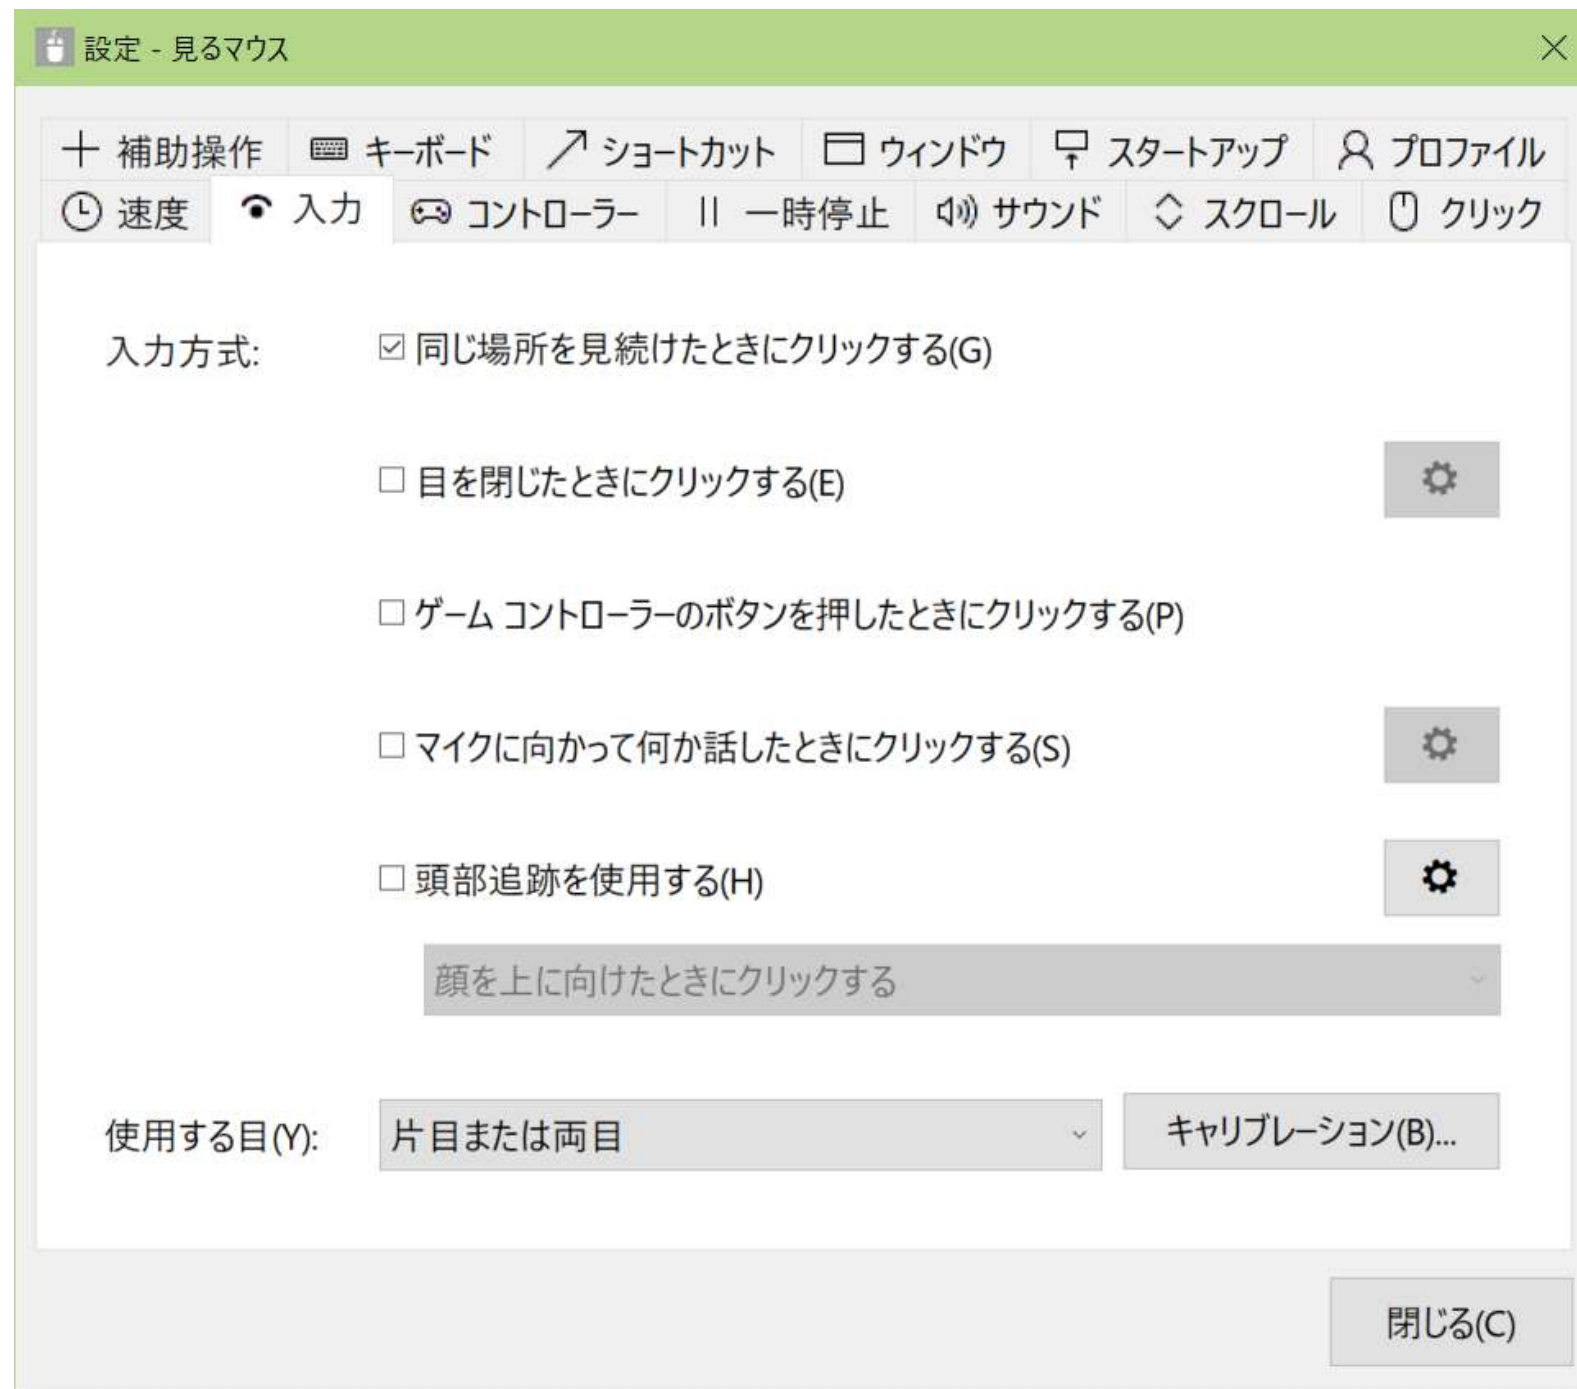 設定 - 見るマウス
補助操作 キーボード ショートカット ウィンドウ スタートアップ プロファイル
速度 入力 コントローラー 一時停止 サウンド スクロール クリック
入力方式: 同じ場所を見続けたときにクリックする(G)
目を閉じたときにクリックする(E)
ゲーム コントローラーのボタンを押したときにクリックする(P)
マイクに向かって何か話したときにクリックする(S)
頭部追跡を使用する(H)
顔を上に向けたときにクリックする
使用する目(Y): 片目または両目 キャリブレーション(B)...
閉じる(C)